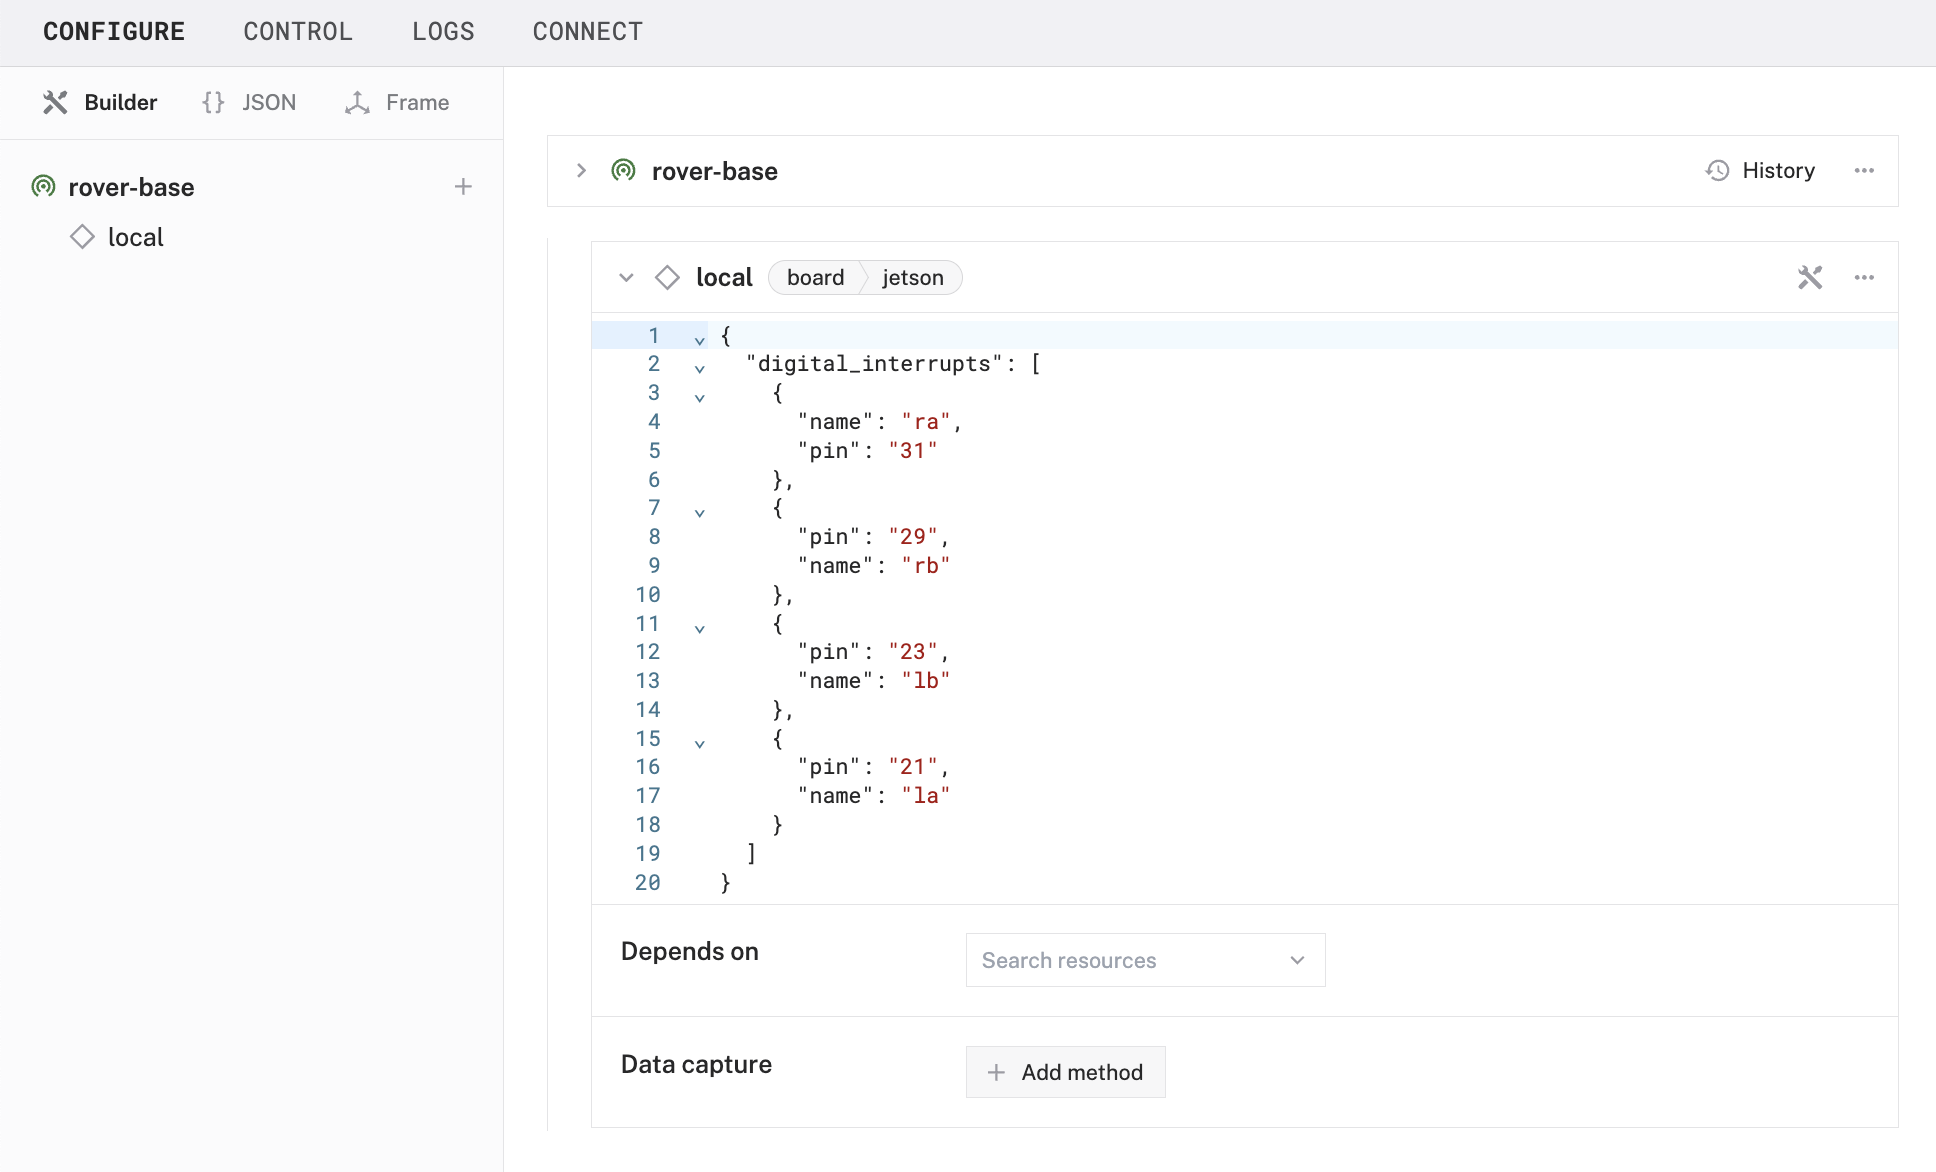 CONFIGURE CONTROL LOGS CONNECT
Builder {} JSON Frame
rover-base
local
rover-base History
local board jetson
1 {
2 "digital_interrupts": [
3 {
4 "name": "ra",
5 "pin": "31"
6 },
7 {
8 "pin": "29",
9 "name": "rb"
10 },
11 {
12 "pin": "23",
13 "name": "lb"
14 },
15 {
16 "pin": "21",
17 "name": "la"
18 }
19 ]
20 }
Depends on Search resources
Data capture + Add method